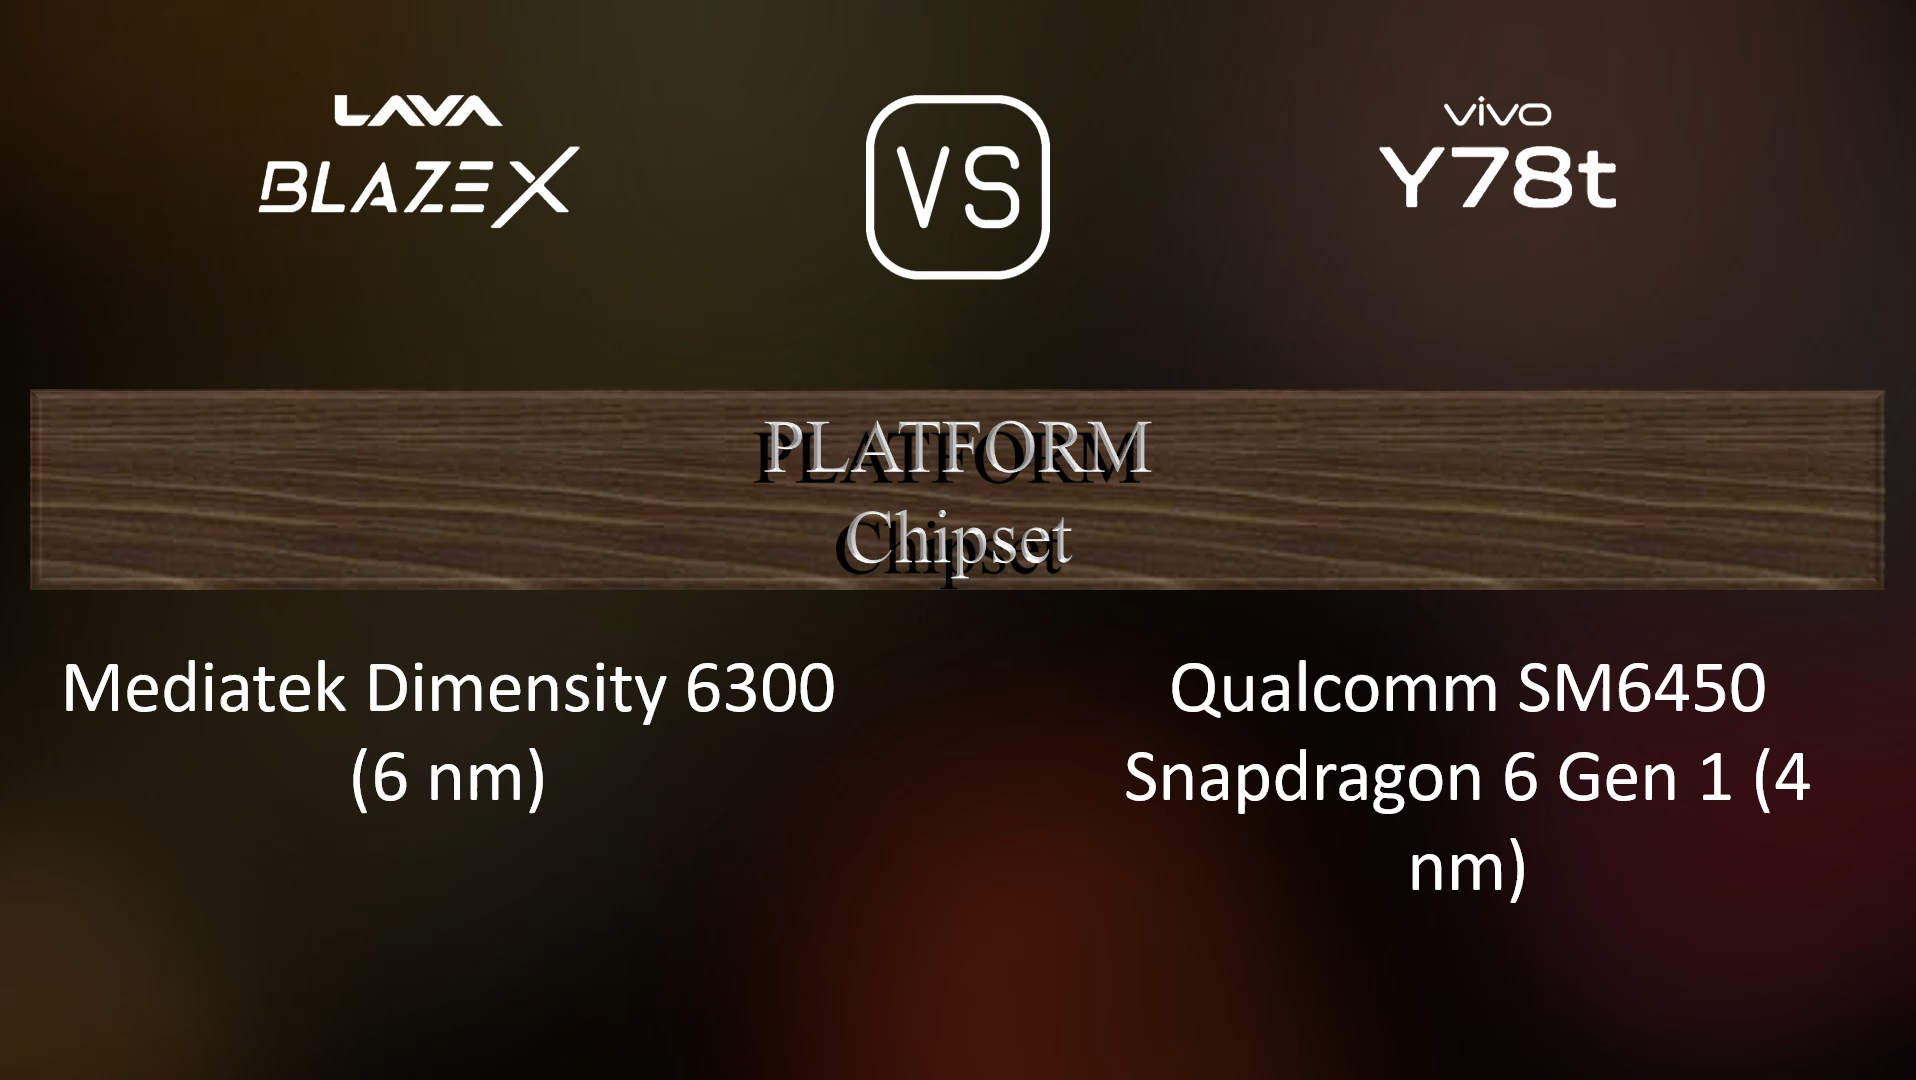 LAVA
BLAZE X
VS
vivo
Y78t
PLATFORM
Chipset
Mediatek Dimensity 6300
(6 nm)
Qualcomm SM6450
Snapdragon 6 Gen 1 (4
nm)